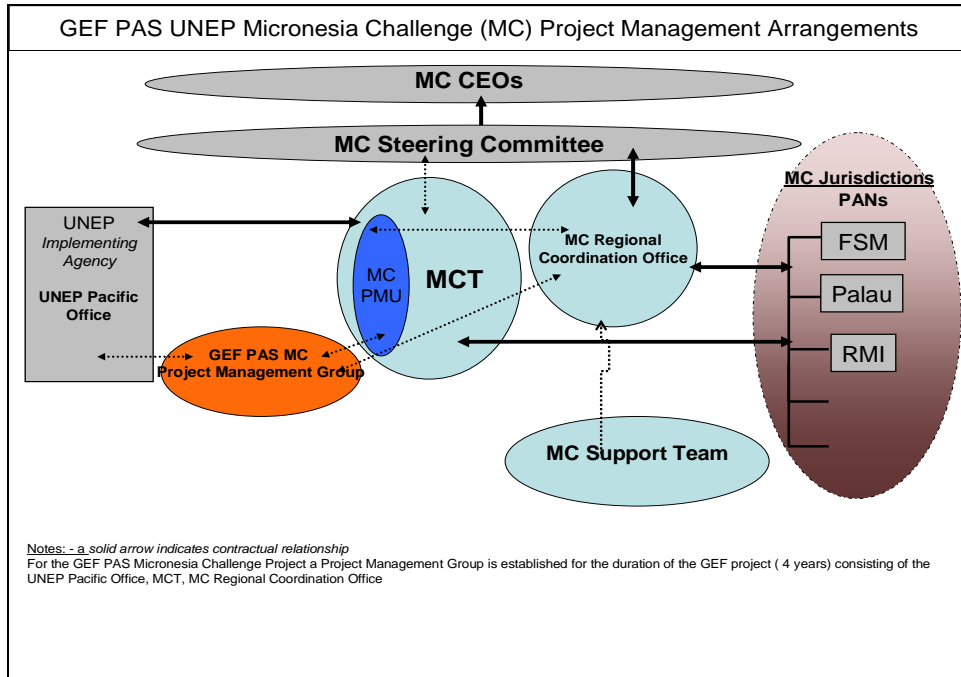 GEF PAS UNEP Micronesia Challenge (MC) Project Management Arrangements
MC CEOs
MC Steering Committee
MC Jurisdictions
PANs
UNEP
Implementing
Agency
UNEP Pacific
Office
MC
PMU
MCT
MC Regional
Coordination Office
FSM
Palau
RMI
GEF PAS MC
Project Management Group
MC Support Team
Notes: - a solid arrow indicates contractual relationship
For the GEF PAS Micronesia Challenge Project a Project Management Group is established for the duration of the GEF project ( 4 years) consisting of the
UNEP Pacific Office, MCT, MC Regional Coordination Office